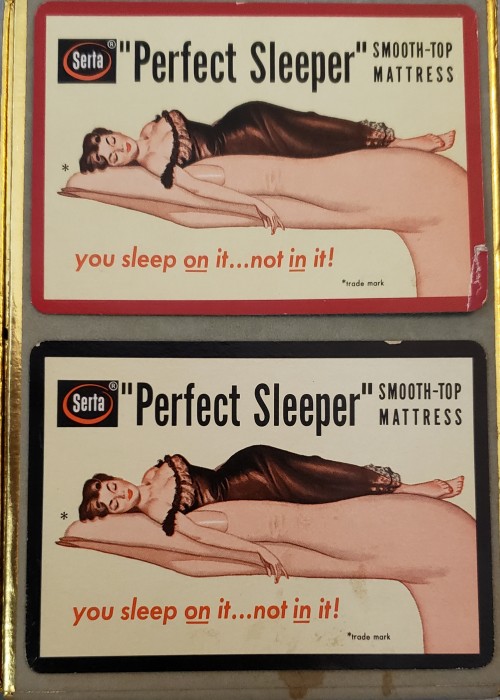 Serta® "Perfect Sleeper" SMOOTH-TOP
MATTRESS
*
you sleep on it...not in it!
*trade mark
Serta® "Perfect Sleeper" SMOOTH-TOP
MATTRESS
*
you sleep on it...not in it!
*trade mark